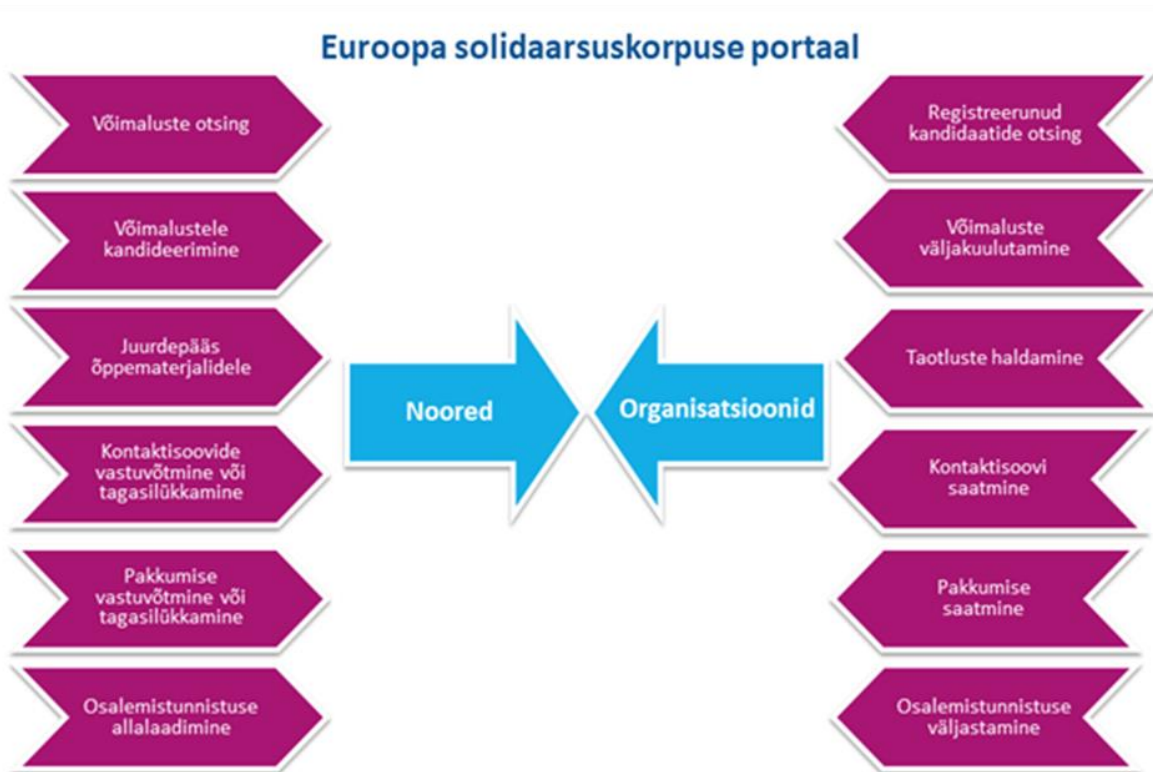 Euroopa solidaarsuskorpuse portaal
Võimaluste otsing
Võimalustele
kandideerimine
Juurdepääs
õppematerjalidele
Kontaktisoovide
vastuvõtmine või
tagasilükkamine
Pakkumise
vastuvõtmine või
tagasilükkamine
Osalemistunnistuse
allalaadimine
Noored
Organisatsioonid
Registreerunud
kandidaatide otsing
Võimaluste
väljakuulutamine
Taotluste haldamine
Kontaktisoovi
saatmine
Pakkumise
saatmine
Osalemistunnistuse
väljastamine